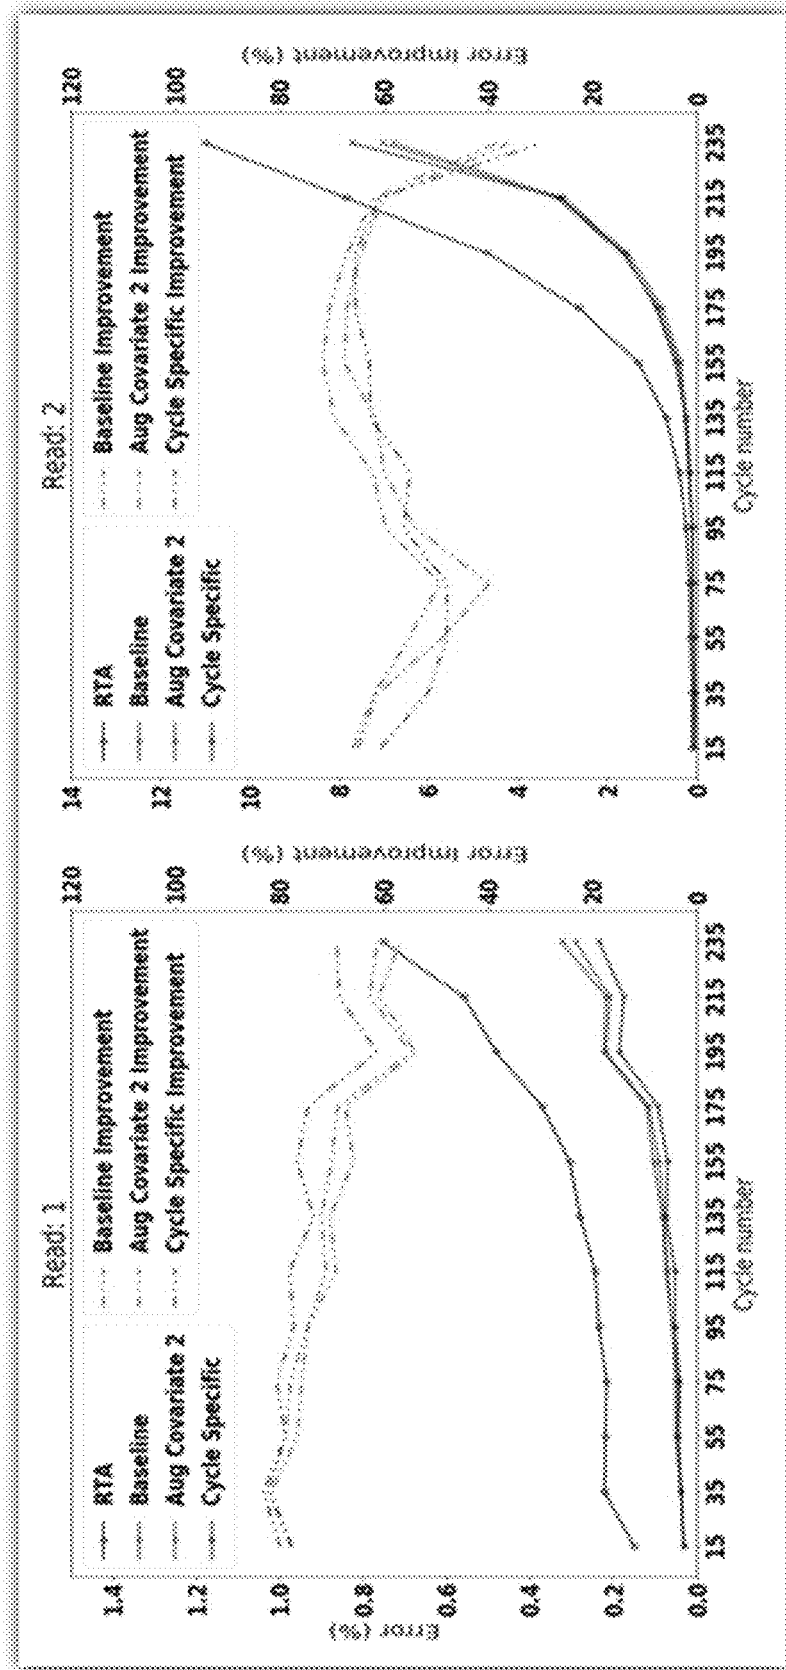 Read: 1
RTA
Baseline
Aug Covariate 2
Cycle Specific
Baseline Improvement
Aug Covariate 2 Improvement
Cycle Specific Improvement
Error (%)
1.4
1.2
1.0
0.8
0.6
0.4
0.2
0.0
15 35 55 75 95 115 135 155 175 195 215 235
Cycle number
120
100
80
60
40
20
0
Error Improvement (%)
Read: 2
RTA
Baseline
Aug Covariate 2
Cycle Specific
Baseline Improvement
Aug Covariate 2 Improvement
Cycle Specific Improvement
14
12
10
8
6
4
2
0
15 35 55 75 95 115 135 155 175 195 215 235
Cycle number
120
100
80
60
40
20
0
Error Improvement (%)